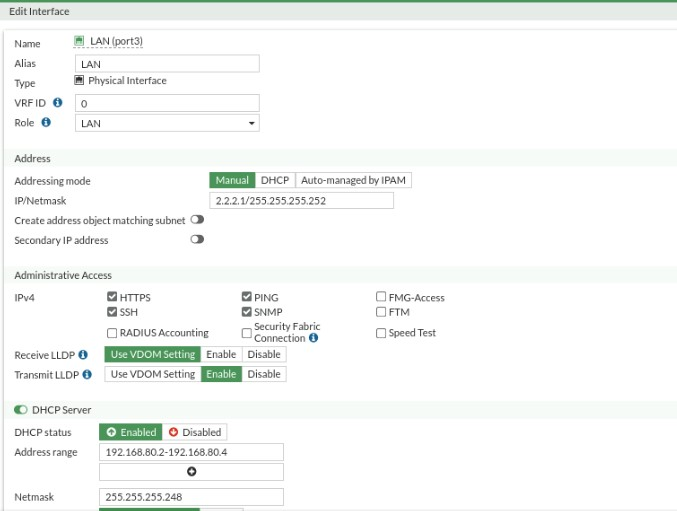 Edit Interface
Name LAN (port3)
Alias LAN
Type Physical Interface
VRF ID 0
Role LAN
Address
Addressing mode Manual DHCP Auto-managed by IPAM
IP/Netmask 2.2.2.1/255.255.255.252
Create address object matching subnet
Secondary IP address
Administrative Access
IPv4 HTTPS PING FMG-Access
SSH SNMP FTM
RADIUS Accounting Security Fabric Connection Speed Test
Receive LLDP Use VDOM Setting Enable Disable
Transmit LLDP Use VDOM Setting Enable Disable
DHCP Server
DHCP status Enabled Disabled
Address range 192.168.80.2-192.168.80.4
Netmask 255.255.255.248